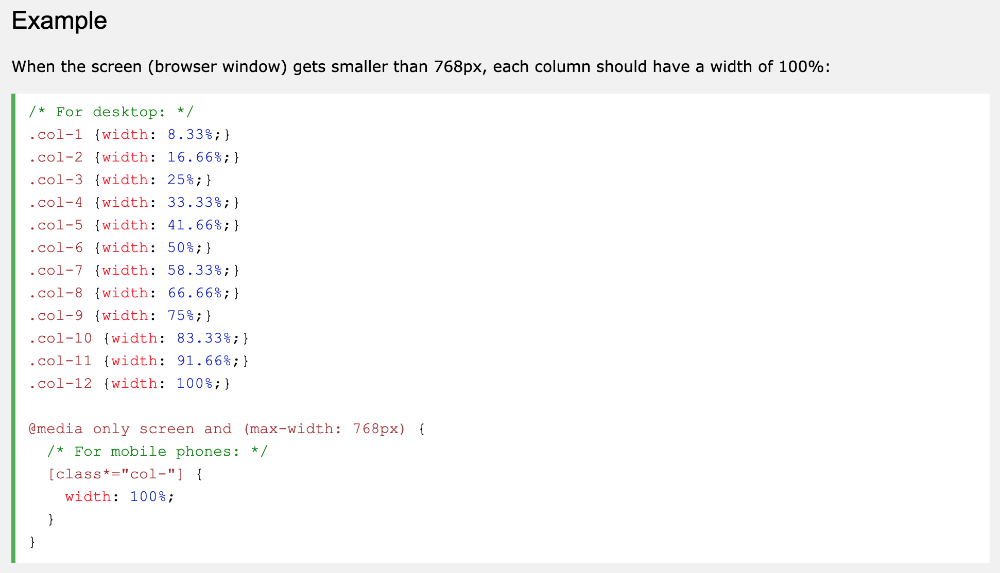 Example
When the screen (browser window) gets smaller than 768px, each column should have a width of 100%:
/* For desktop: */
.col-1 {width: 8.33%;}
.col-2 {width: 16.66%;}
.col-3 {width: 25%;}
.col-4 {width: 33.33%;}
.col-5 {width: 41.66%;}
.col-6 {width: 50%;}
.col-7 {width: 58.33%;}
.col-8 {width: 66.66%;}
.col-9 {width: 75%;}
.col-10 {width: 83.33%;}
.col-11 {width: 91.66%;}
.col-12 {width: 100%;}

@media only screen and (max-width: 768px) {
  /* For mobile phones: */
  [class*="col-"] {
    width: 100%;
  }
}